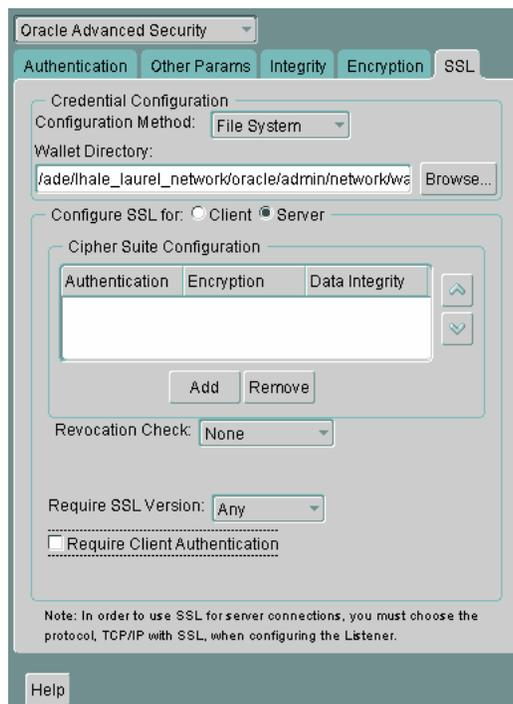 Oracle Advanced Security
Authentication Other Params Integrity Encryption SSL
Credential Configuration
Configuration Method: File System
Wallet Directory:
/ade/lhale_laurel_network/oracle/admin/network/wa Browse...
Configure SSL for: Client Server
Cipher Suite Configuration
Authentication Encryption Data Integrity
Add Remove
Revocation Check: None
Require SSL Version: Any
Require Client Authentication
Note: In order to use SSL for server connections, you must choose the
protocol, TCP/IP with SSL, when configuring the Listener.
Help